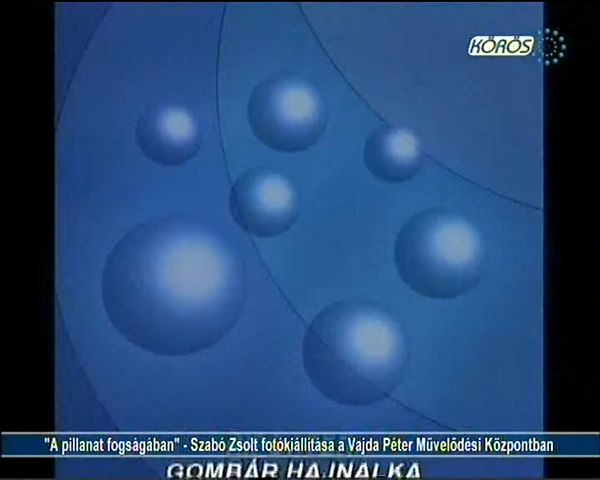 KÖRÖS
"A pillanat fogságában" - Szabó Zsolt fotókiállítása a Vajda Péter Művelődési Központban
GOMBÁR HAJNALKA